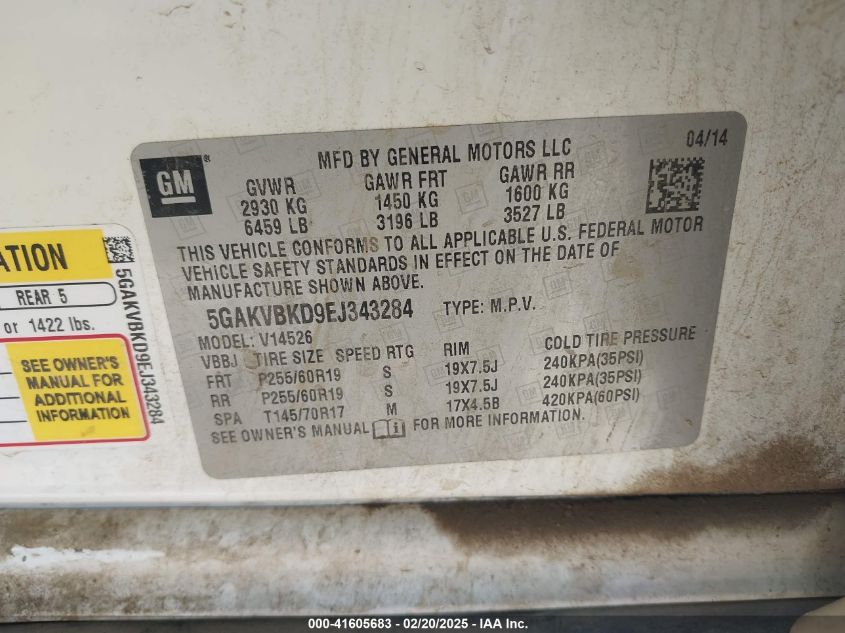 GM ®
MFD BY GENERAL MOTORS LLC
04/14
GVWR GAWR FRT GAWR RR
2930 KG 1450 KG 1600 KG
6459 LB 3196 LB 3527 LB
THIS VEHICLE CONFORMS TO ALL APPLICABLE U.S. FEDERAL MOTOR
VEHICLE SAFETY STANDARDS IN EFFECT ON THE DATE OF
MANUFACTURE SHOWN ABOVE.
5GAKVBKD9EJ343284 TYPE: M.P.V.
MODEL: V14526
VBBJ TIRE SIZE SPEED RTG RIM COLD TIRE PRESSURE
FRT P255/60R19 S 19X7.5J 240KPA(35PSI)
RR P255/60R19 S 19X7.5J 240KPA(35PSI)
SPA T145/70R17 M 17X4.5B 420KPA(60PSI)
SEE OWNER'S MANUAL FOR MORE INFORMATION.
ATION
REAR 5
or 1422 lbs.
SEE OWNER'S
MANUAL FOR
ADDITIONAL
INFORMATION
5GAKVBKD9EJ343284
000-41605683 - 02/20/2025 - IAA Inc.